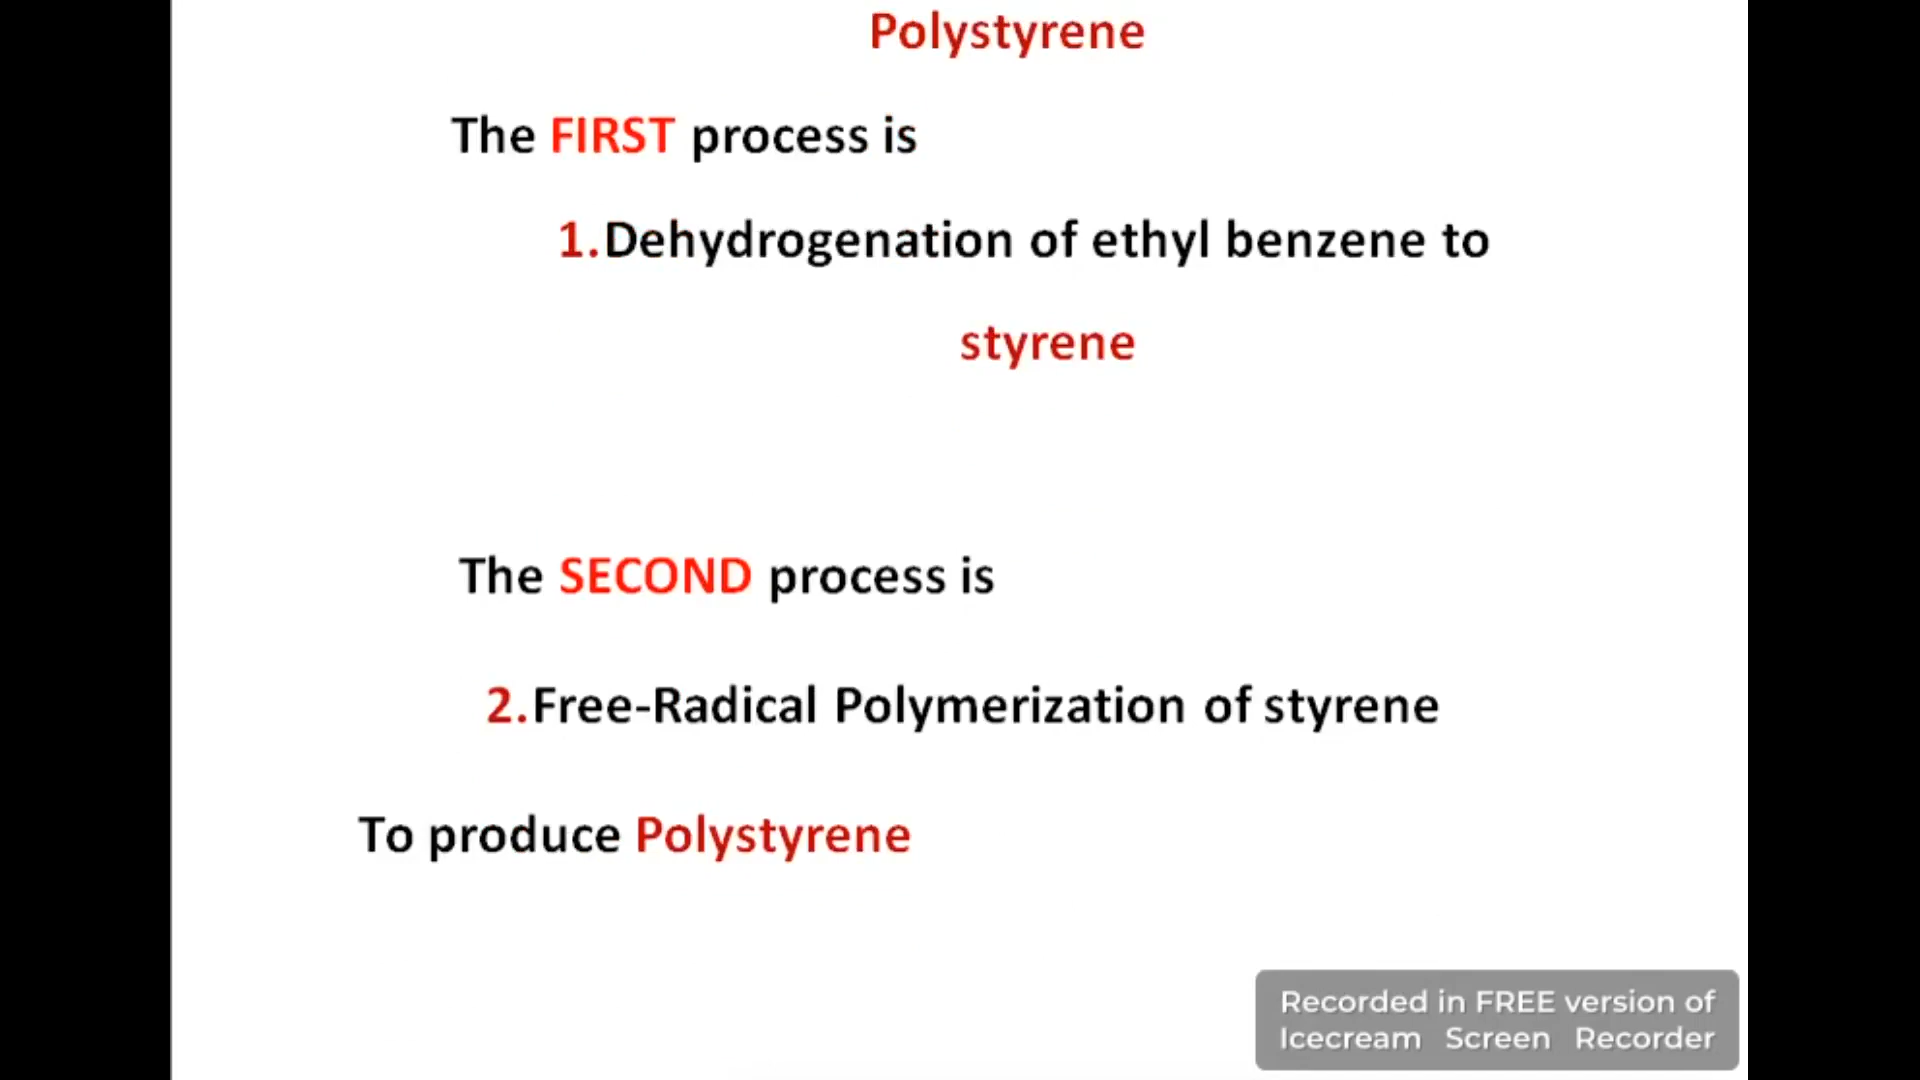 Polystyrene
The FIRST process is
1.Dehydrogenation of ethyl benzene to
styrene
The SECOND process is
2.Free-Radical Polymerization of styrene
To produce Polystyrene
Recorded in FREE version of
Icecream Screen Recorder